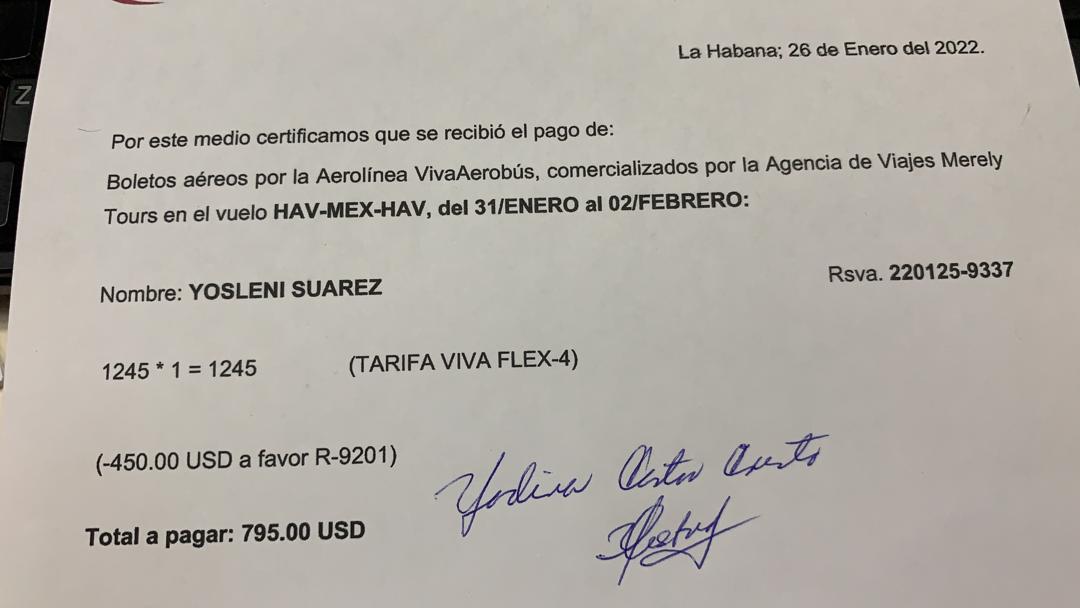 La Habana; 26 de Enero del 2022.
Por este medio certificamos que se recibió el pago de:
Boletos aéreos por la Aerolínea VivaAerobús, comercializados por la Agencia de Viajes Merely
Tours en el vuelo HAV-MEX-HAV, del 31/ENERO al 02/FEBRERO:
Nombre: YOSLENI SUAREZ
Rsva. 220125-9337
1245 * 1 = 1245 (TARIFA VIVA FLEX-4)
(-450.00 USD a favor R-9201)
Total a pagar: 795.00 USD
Z